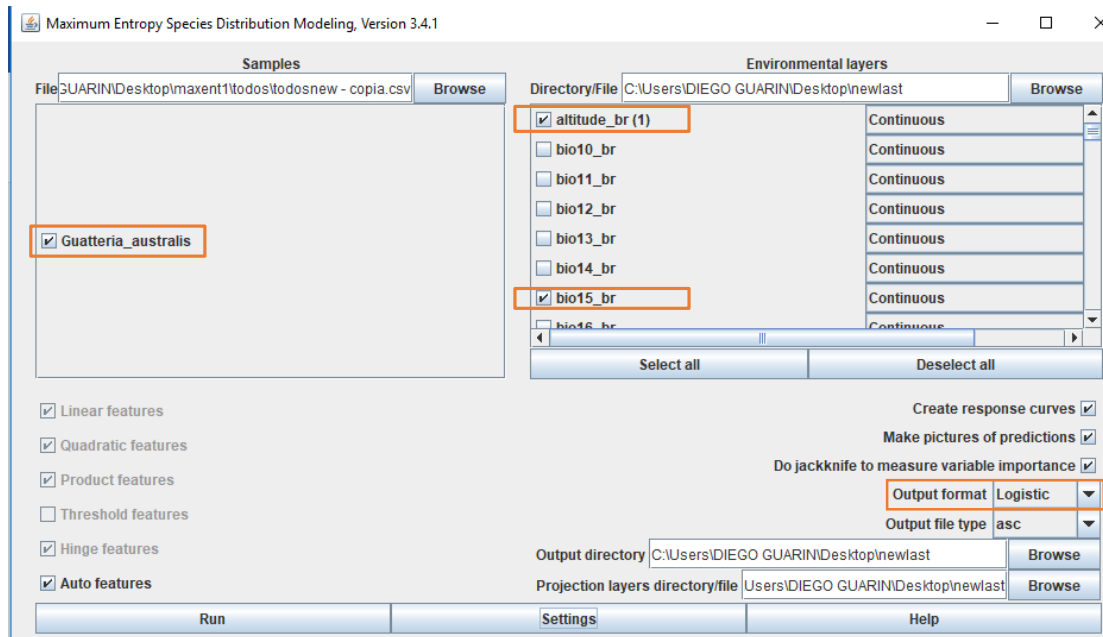 Maximum Entropy Species Distribution Modeling, Version 3.4.1
Samples
File GUARIN\Desktop\maxent1\todos\todosnew - copia.csv Browse
Guatteria_australis
Linear features
Quadratic features
Product features
Threshold features
Hinge features
Auto features
Environmental layers
Directory/File C:\Users\DIEGO GUARIN\Desktop\newlast Browse
altitude_br (1) Continuous
bio10_br Continuous
bio11_br Continuous
bio12_br Continuous
bio13_br Continuous
bio14_br Continuous
bio15_br Continuous
bio16_br Continuous
Select all Deselect all
Create response curves
Make pictures of predictions
Do jackknife to measure variable importance
Output format Logistic
Output file type asc
Output directory C:\Users\DIEGO GUARIN\Desktop\newlast Browse
Projection layers directory/file Users\DIEGO GUARIN\Desktop\newlast Browse
Run Settings Help